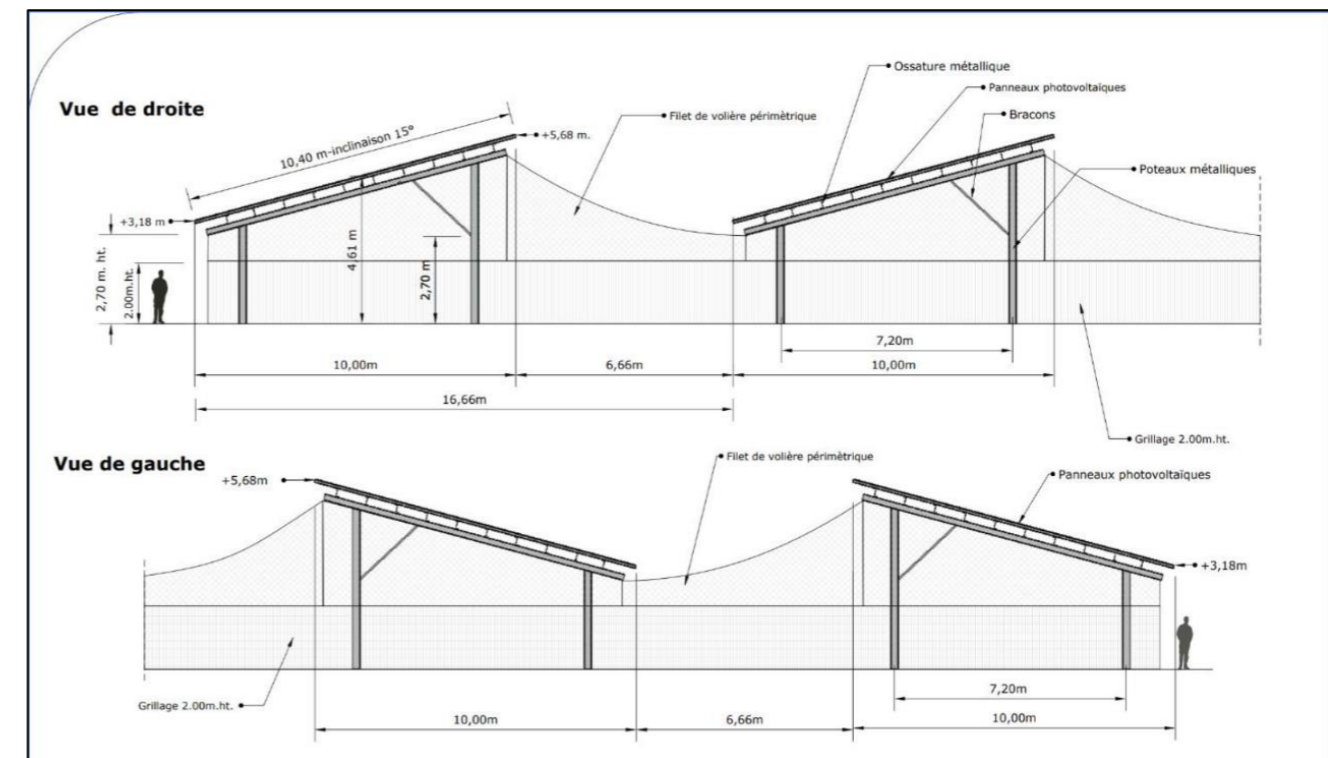 Vue de droite
Ossature métallique
Panneaux photovoltaïques
Bracons
Filet de volière périmètrique
Poteaux métalliques
10,40 m-inclinaison 15°
+5,68 m.
+3,18 m
2,70 m. ht.
2.00m.ht.
4,61 m
2,70 m
7,20m
10,00m
6,66m
10,00m
16,66m
Grillage 2.00m.ht.
Vue de gauche
Filet de volière périmètrique
Panneaux photovoltaïques
+5,68m
+3,18m
Grillage 2.00m.ht.
7,20m
10,00m
6,66m
10,00m